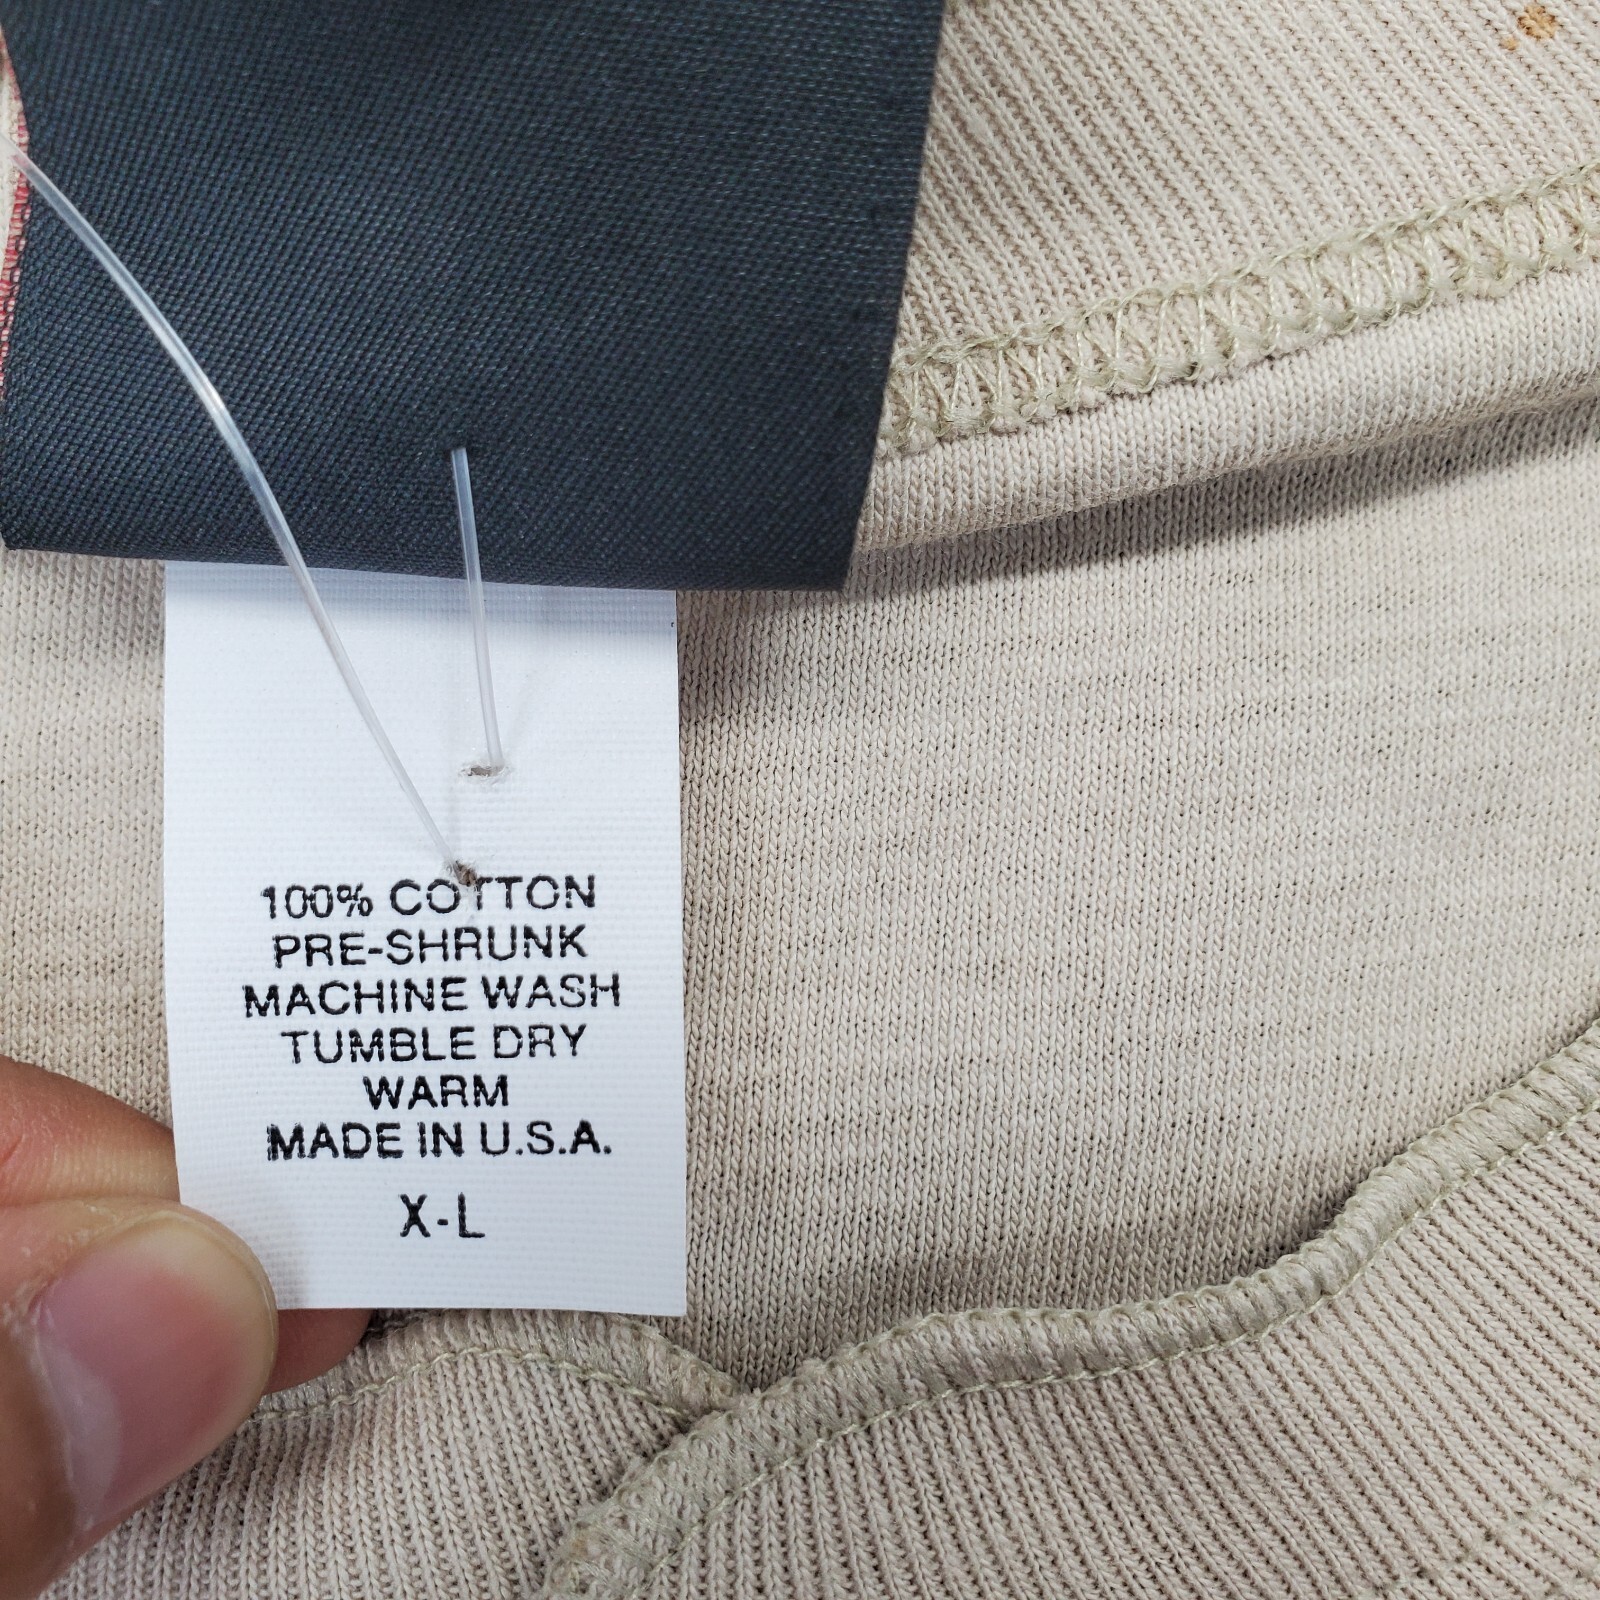 100% COTTON
PRE-SHRUNK
MACHINE WASH
TUMBLE DRY
WARM
MADE IN U.S.A.
X-L